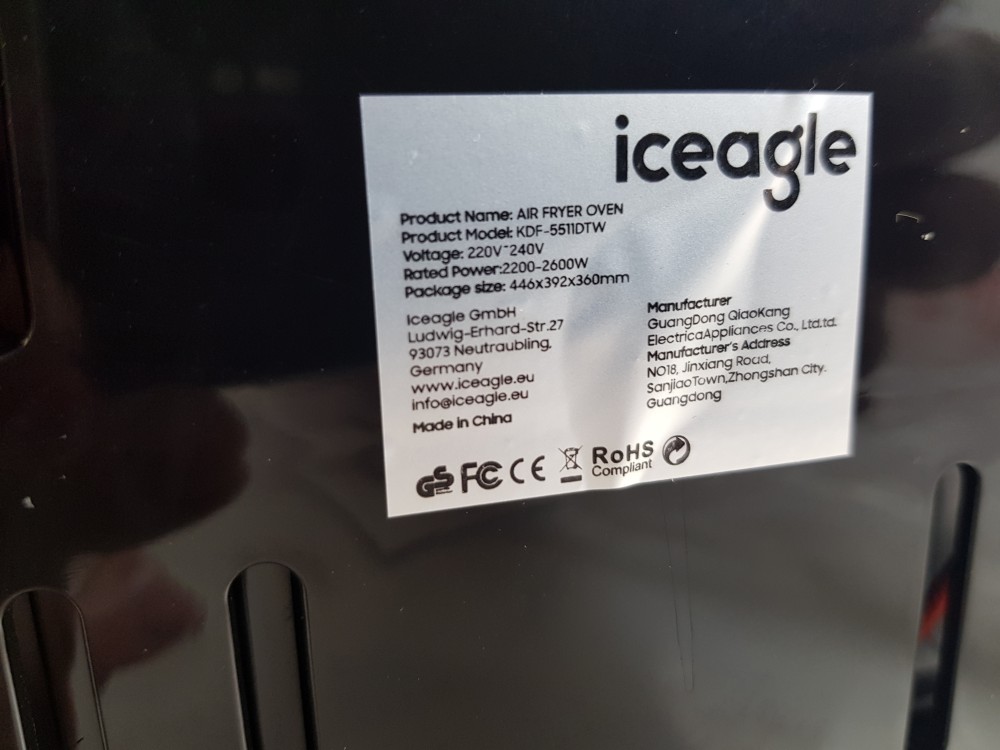 iceagle
Product Name: AIR FRYER OVEN
Product Model: KDF-5511DTW
Voltage: 220V~240V
Rated Power:2200-2600W
Package size: 446x392x360mm
Iceagle GmbH
Ludwig-Erhard-Str.27
93073 Neutraubling,
Germany
www.iceagle.eu
info@iceagle.eu
Made in China
Manufacturer
GuangDong QiaoKang
ElectricaAppliances Co., Ltd.td.
Manufacturer's Address
NO18, Jinxiang Road,
SanjiaoTown,Zhongshan City.
Guangdong
GS FC CE RoHS
Compliant